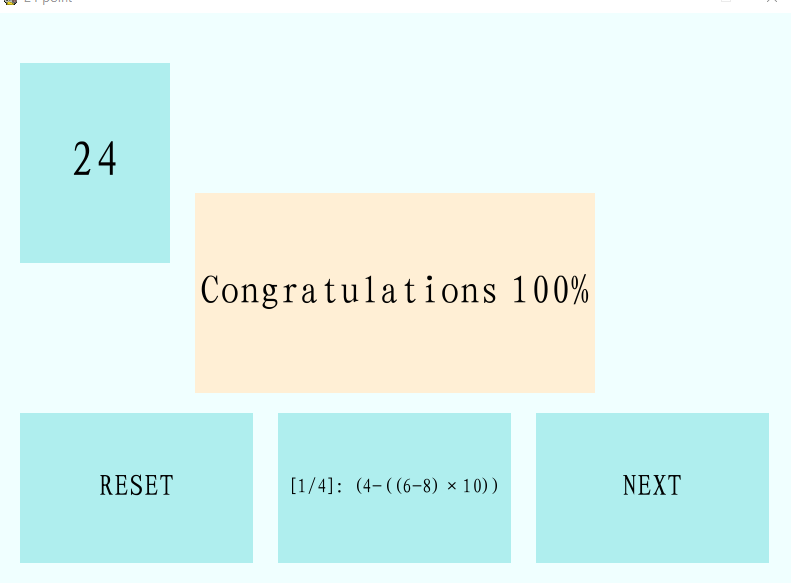 24
Congratulations 100%
RESET
[1/4]: (4-((6-8) × 10))
NEXT